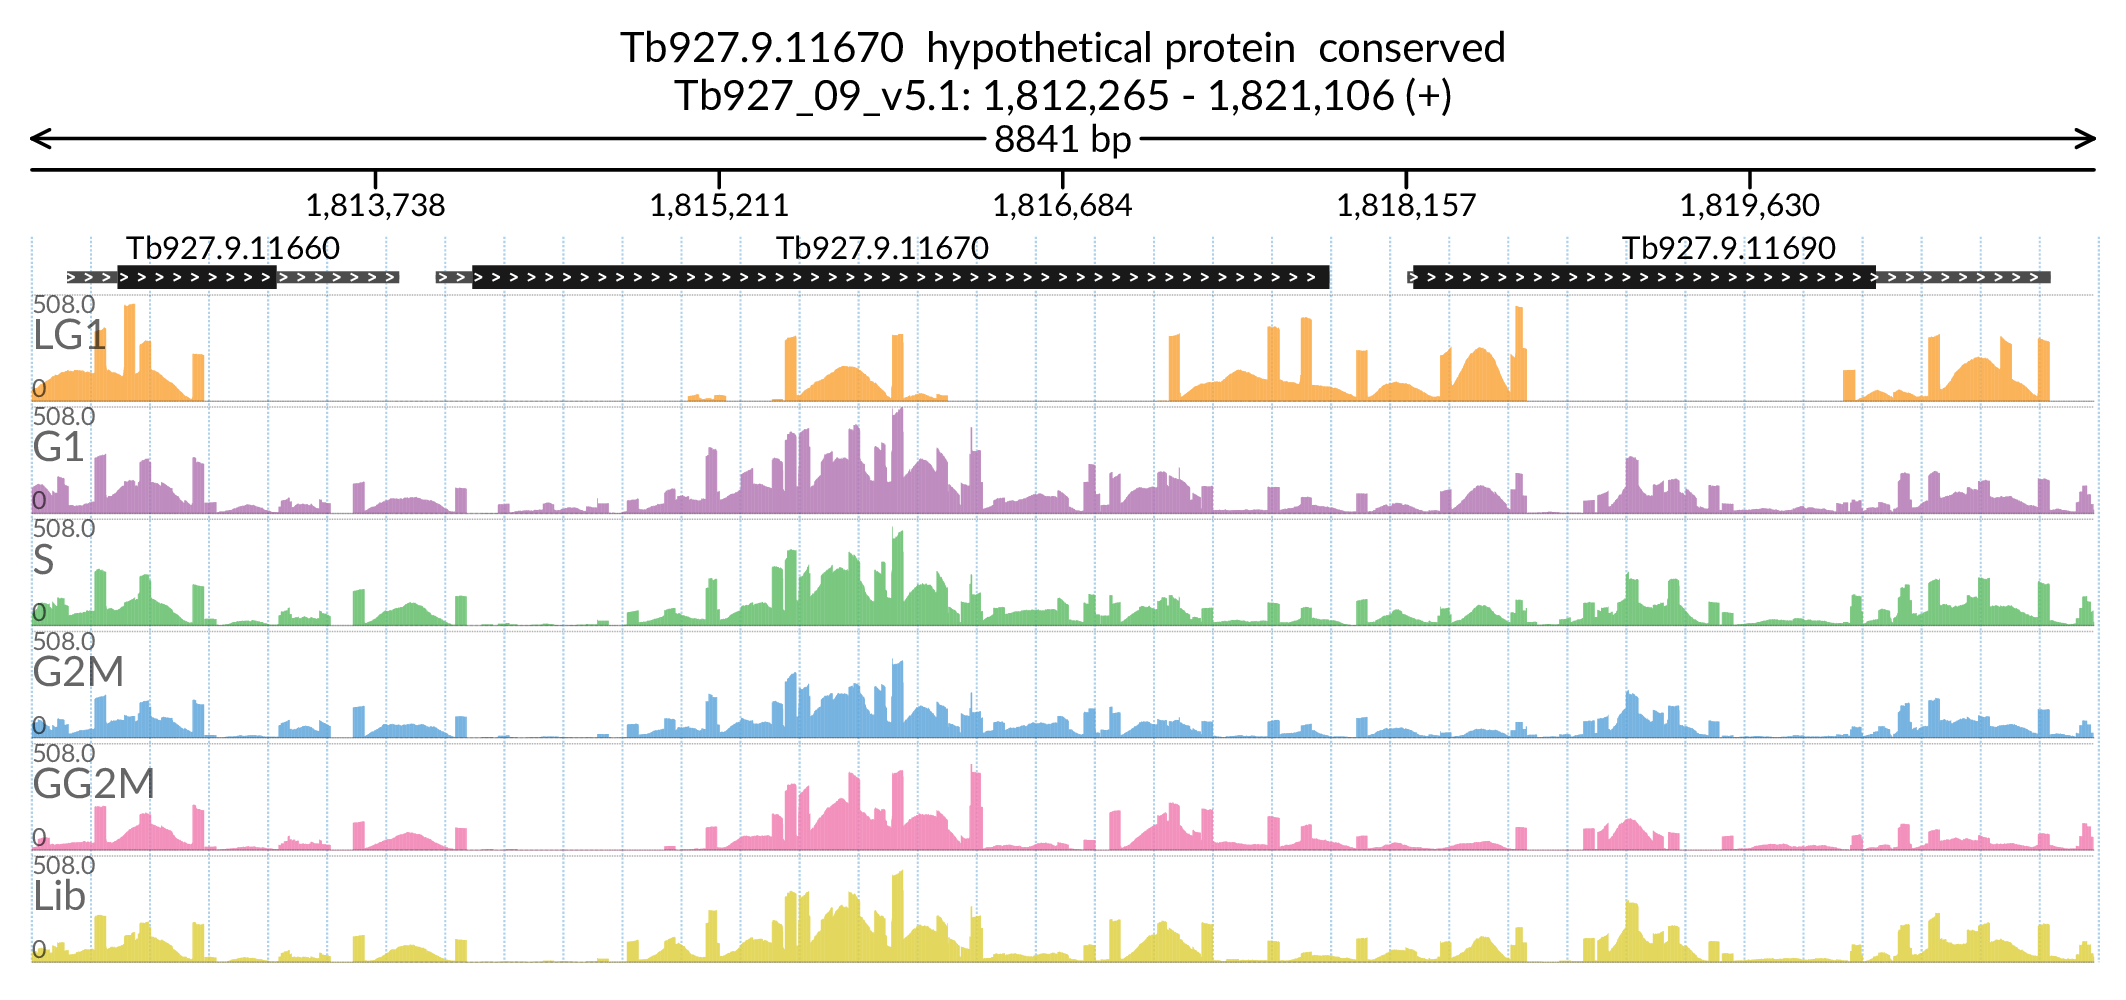 Tb927.9.11670 hypothetical protein conserved
Tb927_09_v5.1: 1,812,265 - 1,821,106 (+)
8841 bp
1,813,738 1,815,211 1,816,684 1,818,157 1,819,630
Tb927.9.11660 Tb927.9.11670 Tb927.9.11690
508.0
LG1
0
508.0
G1
0
508.0
S
0
508.0
G2M
0
508.0
GG2M
0
508.0
Lib
0